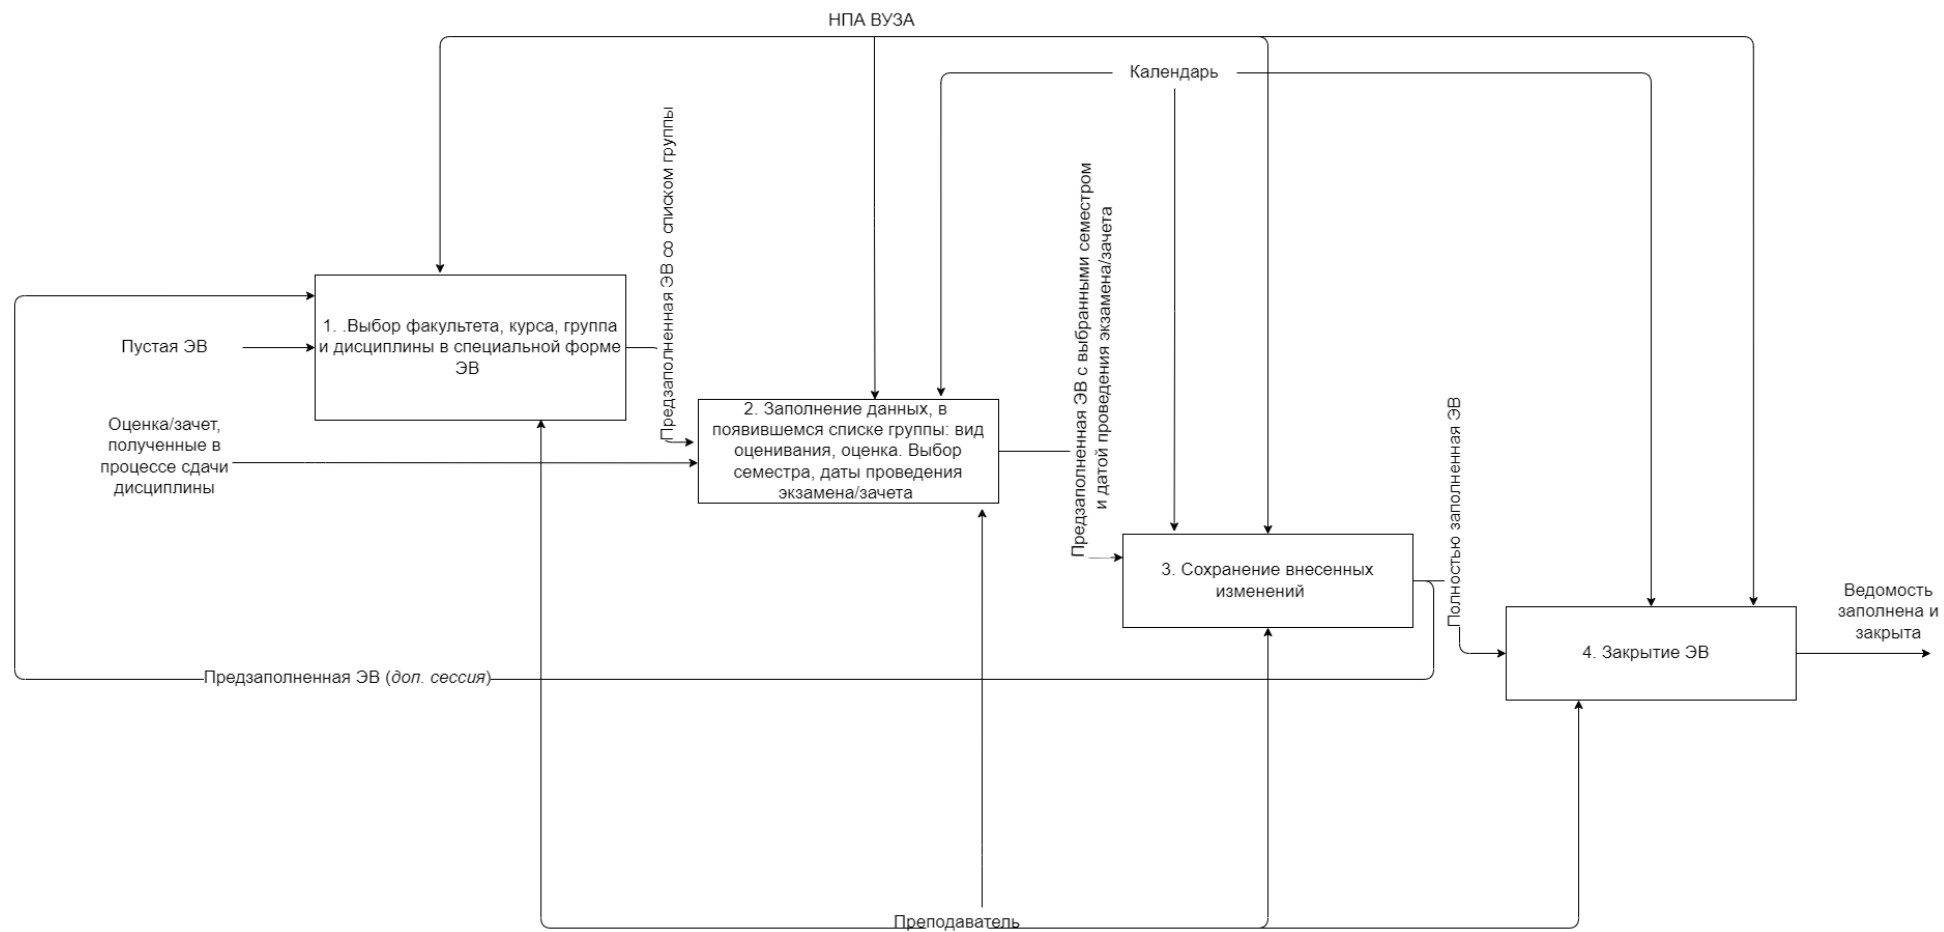 НПА ВУЗА
Календарь
Предзаполненная ЭВ со списком группы
Предзаполненная ЭВ с выбранными семестром
и датой проведения экзамена/зачета
1. .Выбор факультета, курса, группа
и дисциплины в специальной форме
ЭВ
Пустая ЭВ
Оценка/зачет,
полученные в
процессе сдачи
дисциплины
2. Заполнение данных, в
появившемся списке группы: вид
оценивания, оценка. Выбор
семестра, даты проведения
экзамена/зачета
Полностью заполненная ЭВ
3. Сохранение внесенных
изменений
Ведомость
заполнена и
закрыта
4. Закрытие ЭВ
Предзаполненная ЭВ (доп. сессия)
Преподаватель